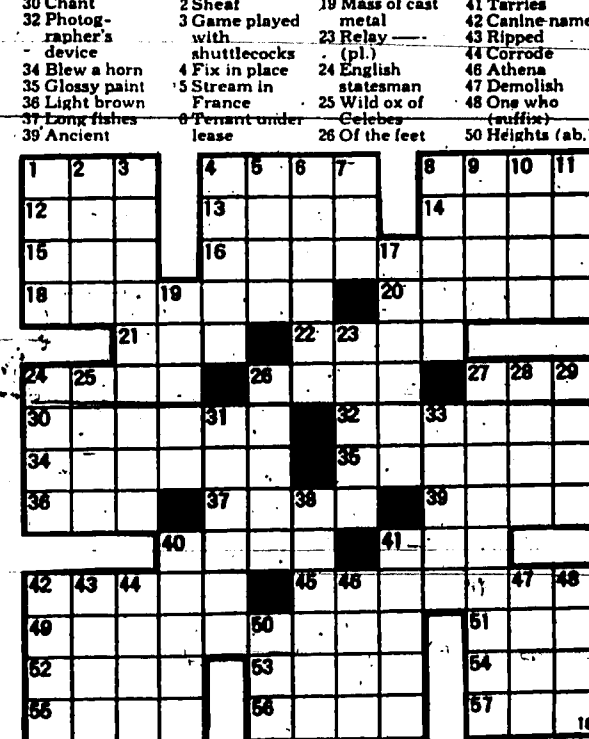 30 Chant
32 Photog-
rapher's
device
34 Blew a horn
35 Glossy paint
36 Light brown
37 Long fishes
39 Ancient
2 Sheaf
3 Game played
with
shuttlecocks
4 Fix in place
5 Stream in
France
6 Tenant under
lease
19 Mass of cast
metal
23 Relay —
(pl.)
24 English
statesman
25 Wild ox of
Celebes
26 Of the feet
41 Tarries
42 Canine name
43 Ripped
44 Corrode
46 Athena
47 Demolish
48 One who
(suffix)
50 Heights (ab.
1 2 3 4 5 6 7 8 9 10 11
12 13 14
15 16 17
18 19 20
21 22 23
24 25 26 27 28 29
30 31 32 33
34 35
36 37 38 39
40 41
42 43 44 45 46 47 48
49 50 51
52 53 54
55 56 57